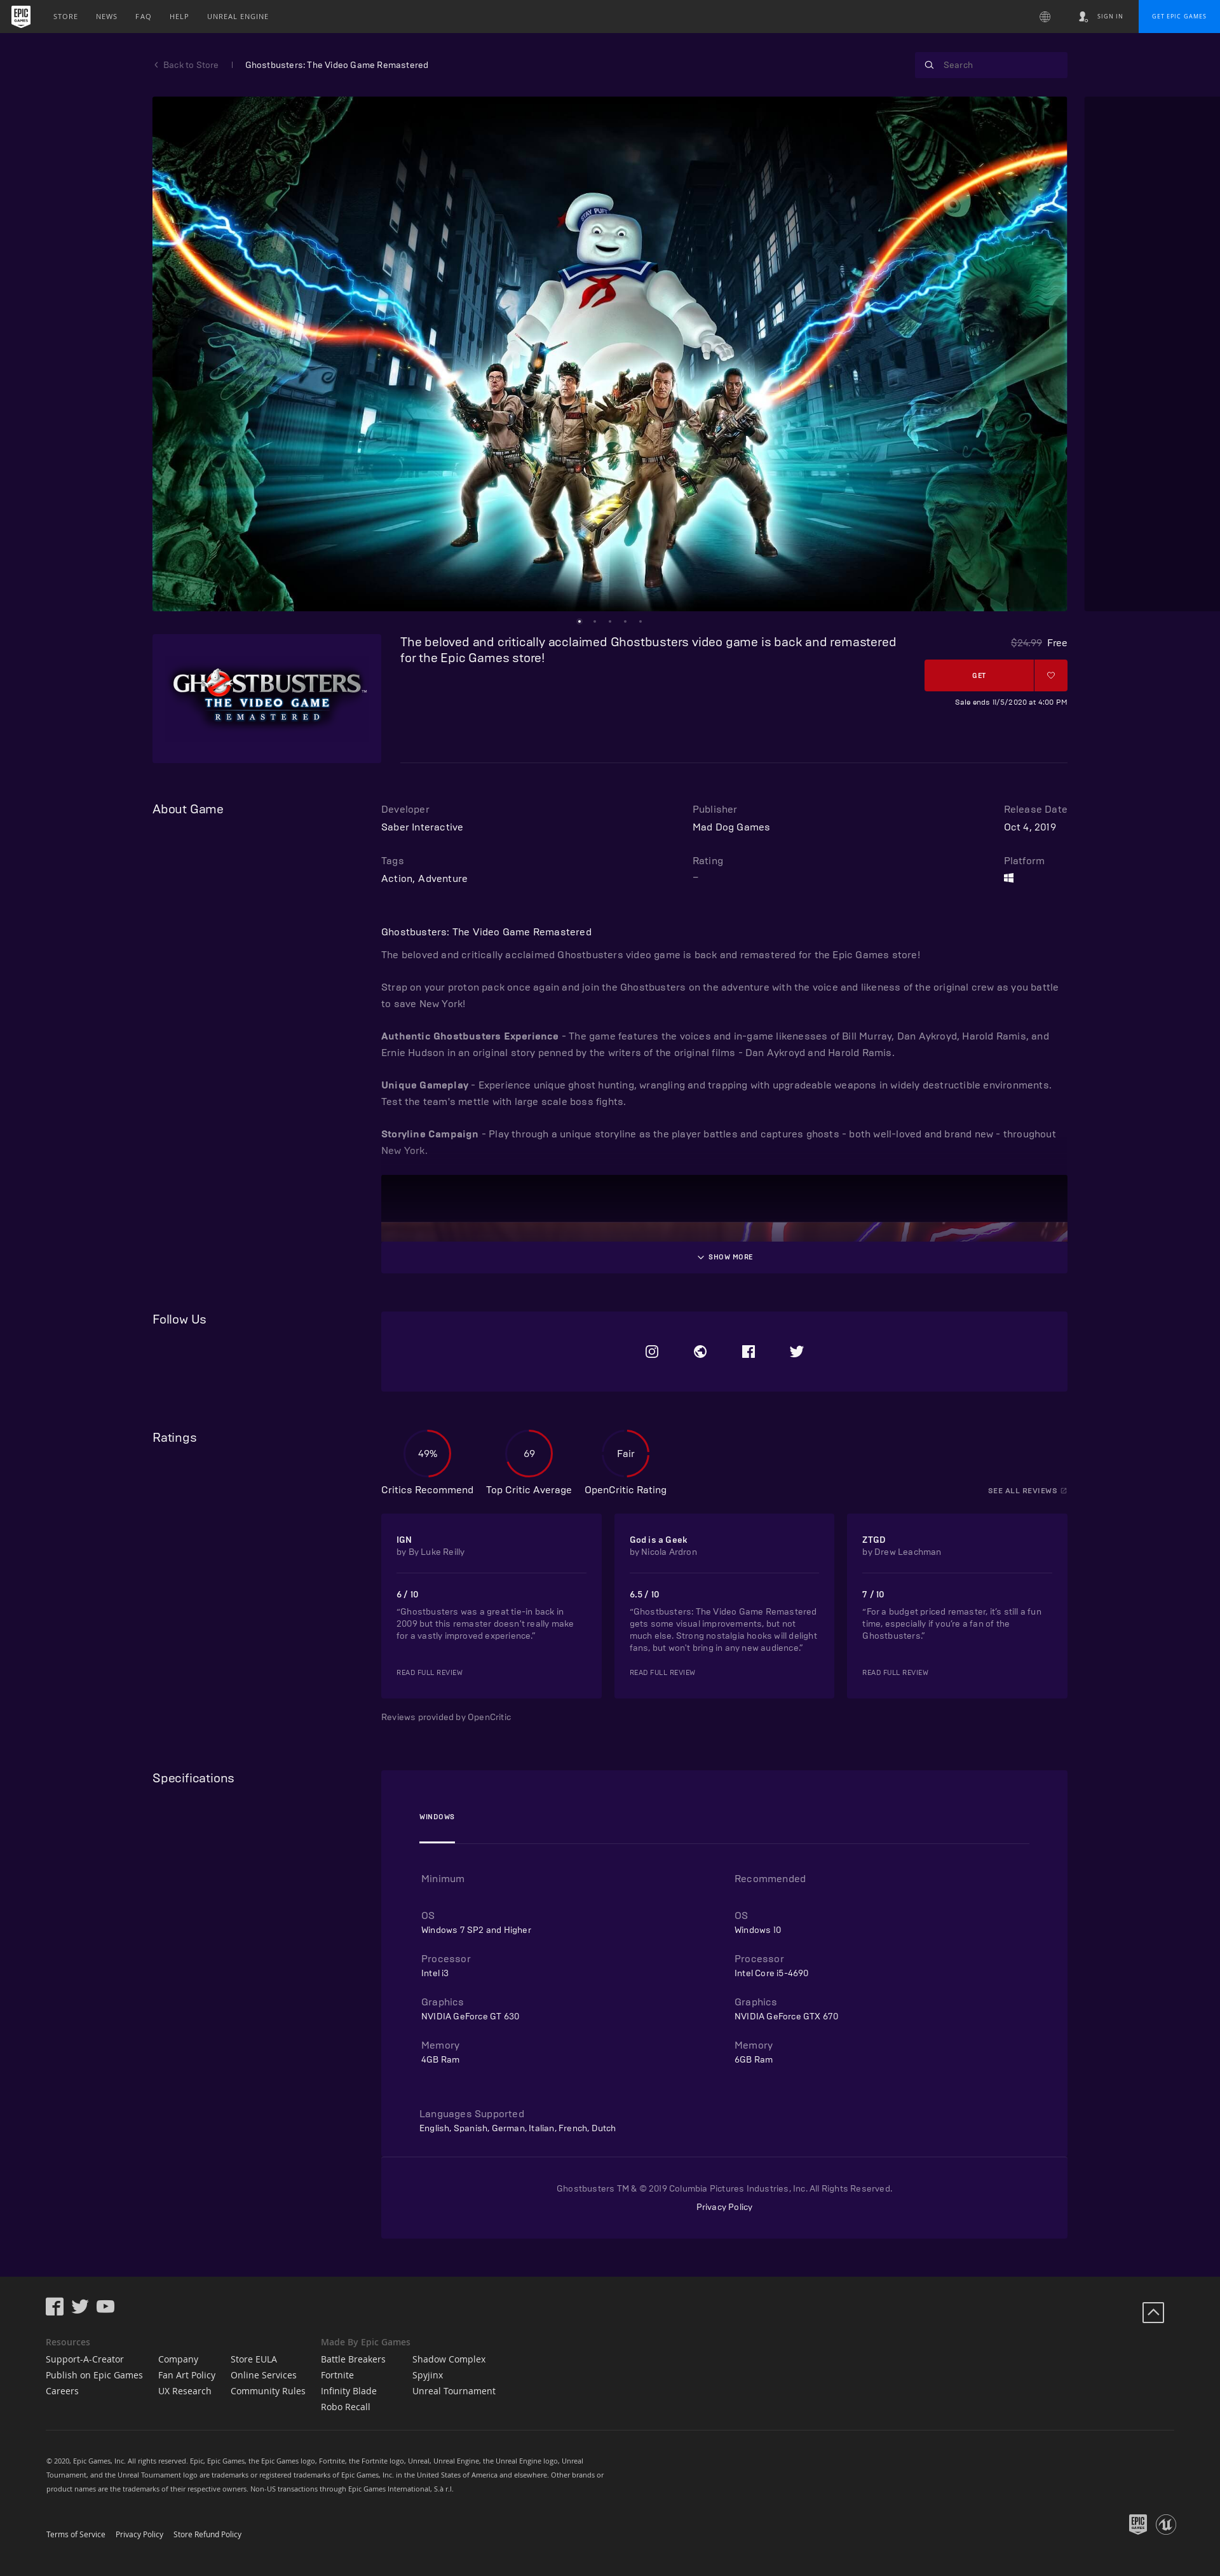 EPIC GAMES
STORE NEWS FAQ HELP UNREAL ENGINE
SIGN IN
GET EPIC GAMES
Back to Store
Ghostbusters: The Video Game Remastered
Search
STAY PUFT
The beloved and critically acclaimed Ghostbusters video game is back and remastered
for the Epic Games store!
$24.99 Free
GET
Sale ends 11/5/2020 at 4:00 PM
GHOSTBUSTERS™
THE VIDEO GAME
REMASTERED
About Game
Developer
Saber Interactive
Publisher
Mad Dog Games
Release Date
Oct 4, 2019
Tags
Action, Adventure
Rating
–
Platform
Ghostbusters: The Video Game Remastered
The beloved and critically acclaimed Ghostbusters video game is back and remastered for the Epic Games store!
Strap on your proton pack once again and join the Ghostbusters on the adventure with the voice and likeness of the original crew as you battle
to save New York!
Authentic Ghostbusters Experience - The game features the voices and in-game likenesses of Bill Murray, Dan Aykroyd, Harold Ramis, and
Ernie Hudson in an original story penned by the writers of the original films - Dan Aykroyd and Harold Ramis.
Unique Gameplay - Experience unique ghost hunting, wrangling and trapping with upgradeable weapons in widely destructible environments.
Test the team's mettle with large scale boss fights.
Storyline Campaign - Play through a unique storyline as the player battles and captures ghosts - both well-loved and brand new - throughout
New York.
SHOW MORE
Follow Us
Ratings
49%
Critics Recommend
69
Top Critic Average
Fair
OpenCritic Rating
SEE ALL REVIEWS
IGN
by By Luke Reilly
6 / 10
“Ghostbusters was a great tie-in back in
2009 but this remaster doesn't really make
for a vastly improved experience.”
READ FULL REVIEW
God is a Geek
by Nicola Ardron
6.5 / 10
“Ghostbusters: The Video Game Remastered
gets some visual improvements, but not
much else. Strong nostalgia hooks will delight
fans, but won't bring in any new audience.”
READ FULL REVIEW
ZTGD
by Drew Leachman
7 / 10
“For a budget priced remaster, it's still a fun
time, especially if you're a fan of the
Ghostbusters.”
READ FULL REVIEW
Reviews provided by OpenCritic
Specifications
WINDOWS
Minimum
OS
Windows 7 SP2 and Higher
Processor
Intel i3
Graphics
NVIDIA GeForce GT 630
Memory
4GB Ram
Recommended
OS
Windows 10
Processor
Intel Core i5-4690
Graphics
NVIDIA GeForce GTX 670
Memory
6GB Ram
Languages Supported
English, Spanish, German, Italian, French, Dutch
Ghostbusters TM & © 2019 Columbia Pictures Industries, Inc. All Rights Reserved.
Privacy Policy
Resources
Support-A-Creator
Publish on Epic Games
Careers
Company
Fan Art Policy
UX Research
Store EULA
Online Services
Community Rules
Made By Epic Games
Battle Breakers
Fortnite
Infinity Blade
Robo Recall
Shadow Complex
Spyjinx
Unreal Tournament
© 2020, Epic Games, Inc. All rights reserved. Epic, Epic Games, the Epic Games logo, Fortnite, the Fortnite logo, Unreal, Unreal Engine, the Unreal Engine logo, Unreal
Tournament, and the Unreal Tournament logo are trademarks or registered trademarks of Epic Games, Inc. in the United States of America and elsewhere. Other brands or
product names are the trademarks of their respective owners. Non-US transactions through Epic Games International, S.à r.l.
Terms of Service
Privacy Policy
Store Refund Policy
EPIC GAMES